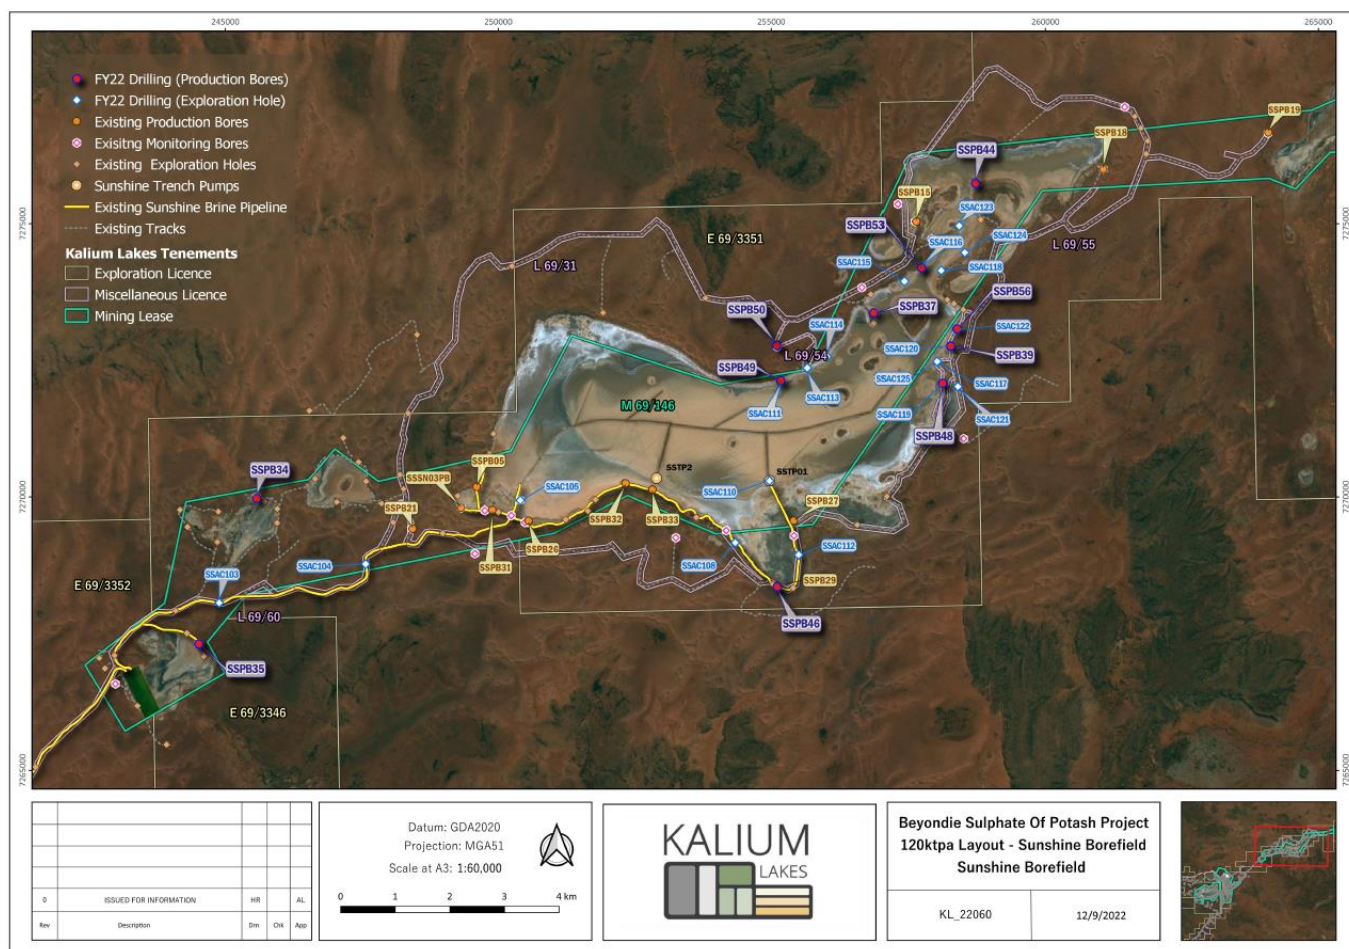 245000
250000
255000
260000
265000
FY22 Drilling (Production Bores)
FY22 Drilling (Exploration Hole)
Existing Production Bores
Exisitng Monitoring Bores
Existing Exploration Holes
Sunshine Trench Pumps
Existing Sunshine Brine Pipeline
Existing Tracks
Kalium Lakes Tenements
Exploration Licence
Miscellaneous Licence
Mining Lease
SSPB19
SSPB18
SSPB44
SSPB15
SSAC123
7275000
7275000
SSPB53
SSAC116
SSAC124
L 69/55
E 69/3351
L 69/31
SSAC115
SSAC118
SSPB56
SSPB50
SSPB37
SSAC114
SSAC122
L 69/54
SSAC120
SSPB39
SSPB49
SSAC125
SSAC117
SSAC113
SSAC111
SSAC119
SSAC121
M 69/146
SSPB48
SSPB05
SSPB34
SSTP2
SSTP01
SSSN03PB
SSAC105
SSAC110
7270000
7270000
SSPB21
SSPB27
SSPB32
SSPB33
SSPB26
SSAC112
SSAC104
SSPB31
SSAC108
SSAC103
SSPB29
E 69/3352
L 69/60
SSPB46
SSPB35
E 69/3346
7265000
7265000
0 ISSUED FOR INFORMATION HR AL
Rev Description Drn Chk App
Datum: GDA2020
Projection: MGA51
Scale at A3: 1:60,000
0 1 2 3 4 km
KALIUM
LAKES
Beyondie Sulphate Of Potash Project
120ktpa Layout - Sunshine Borefield
Sunshine Borefield
KL_22060
12/9/2022